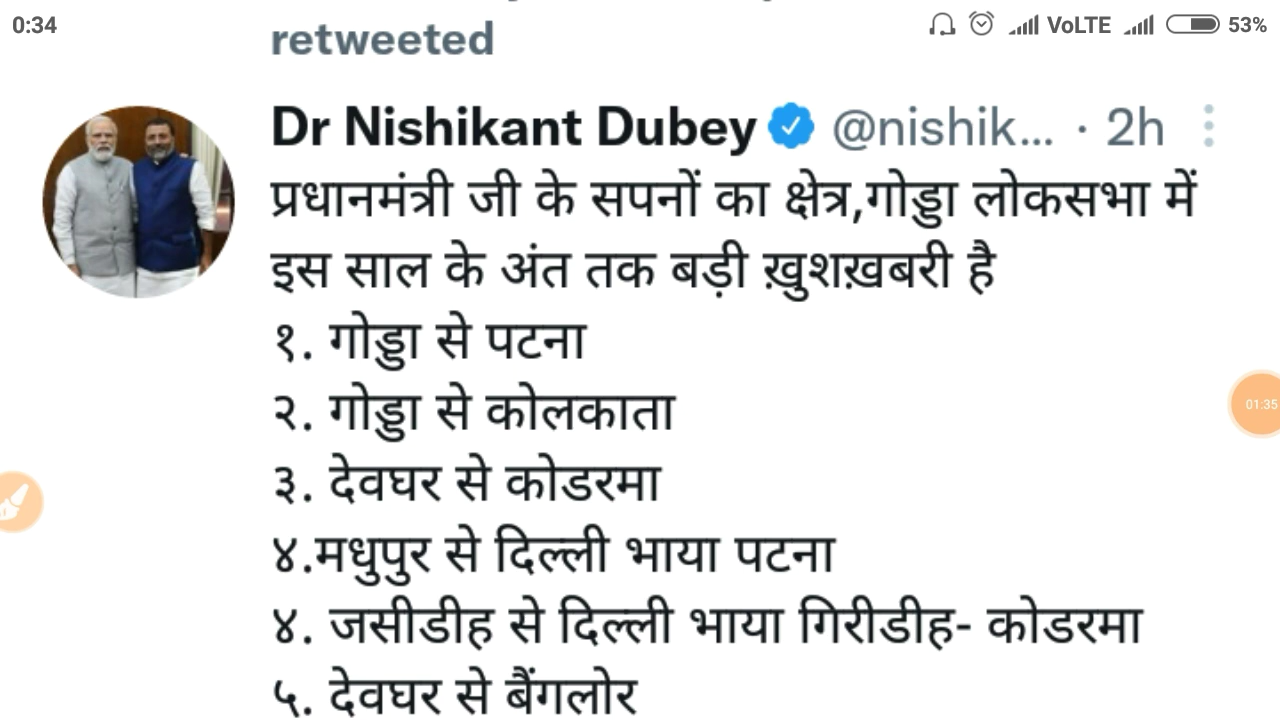 0:34
VoLTE
53%
retweeted
Dr Nishikant Dubey @nishik... · 2h
प्रधानमंत्री जी के सपनों का क्षेत्र,गोड्डा लोकसभा में
इस साल के अंत तक बड़ी ख़ुशख़बरी है
१. गोड्डा से पटना
२. गोड्डा से कोलकाता
३. देवघर से कोडरमा
01:35
४.मधुपुर से दिल्ली भाया पटना
४. जसीडीह से दिल्ली भाया गिरीडीह- कोडरमा
५. देवघर से बैंगलोर